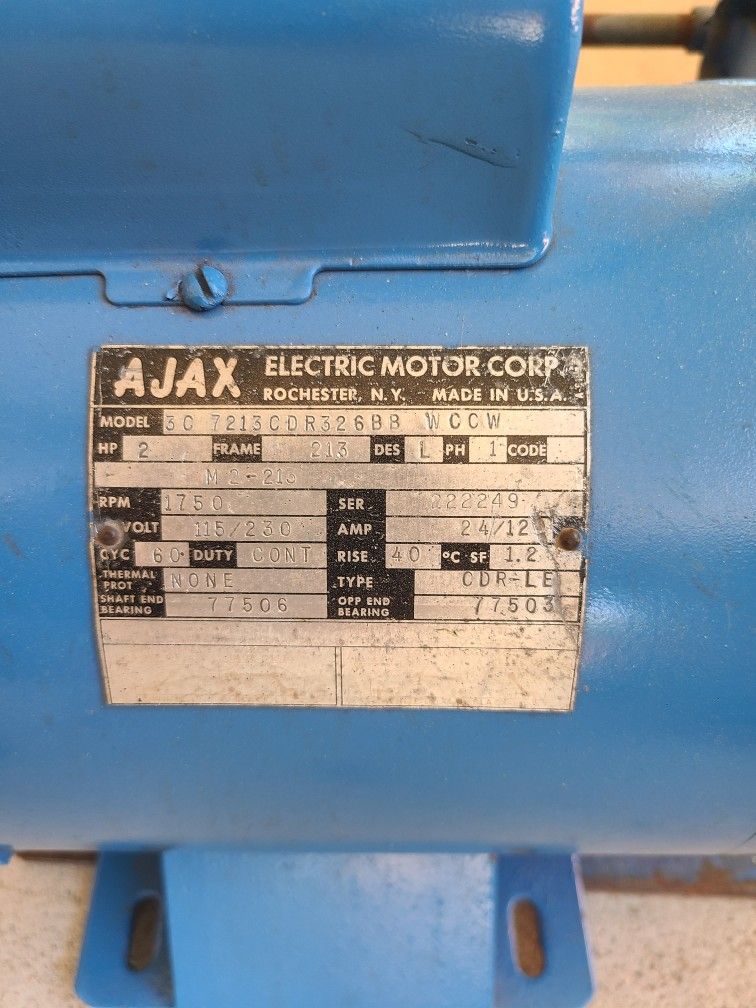 AJAX ELECTRIC MOTOR CORP.
ROCHESTER, N.Y. MADE IN U.S.A.
MODEL 3C 7213CDR326BB WCCW
HP 2 FRAME 213 DES L PH 1 CODE
M2-213
RPM 1750 SER 222249
VOLT 115/230 AMP 24/12
CYC 60 DUTY CONT RISE 40 °C SF 1.2
THERMAL PROT NONE TYPE CDR-LE
SHAFT END BEARING 77506 OPP END BEARING 77503